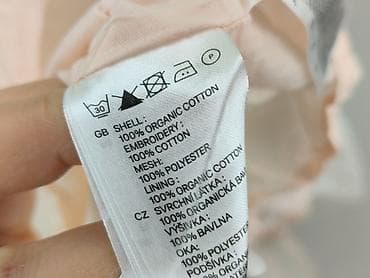 30
P
GB SHELL:
100% ORGANIC COTTON
EMBROIDERY:
100% COTTON
MESH:
100% POLYESTER
LINING:
100% ORGANIC COTTON
CZ SVRCHNÍ LÁTKA:
100% ORGANICKÁ
VÝŠIVKA:
100% BAVLNA
OKA:
100% POLYESTER
PODŠÍVKA: